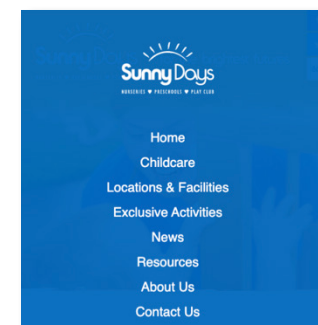 Sunny Days
NURSERIES ♥ PRESCHOOLS ♥ PLAY CLUB
Home
Childcare
Locations & Facilities
Exclusive Activities
News
Resources
About Us
Contact Us